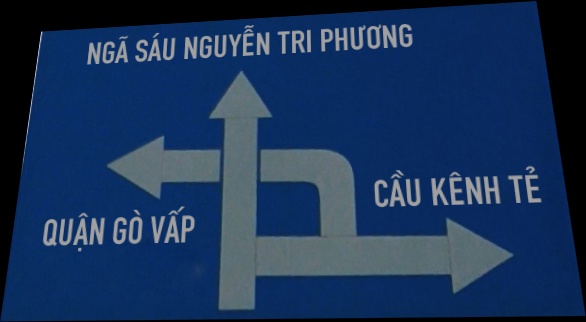 NGÃ SÁU NGUYỄN TRI PHƯƠNG
CẦU KÊNH TẺ
QUẬN GÒ VẤP